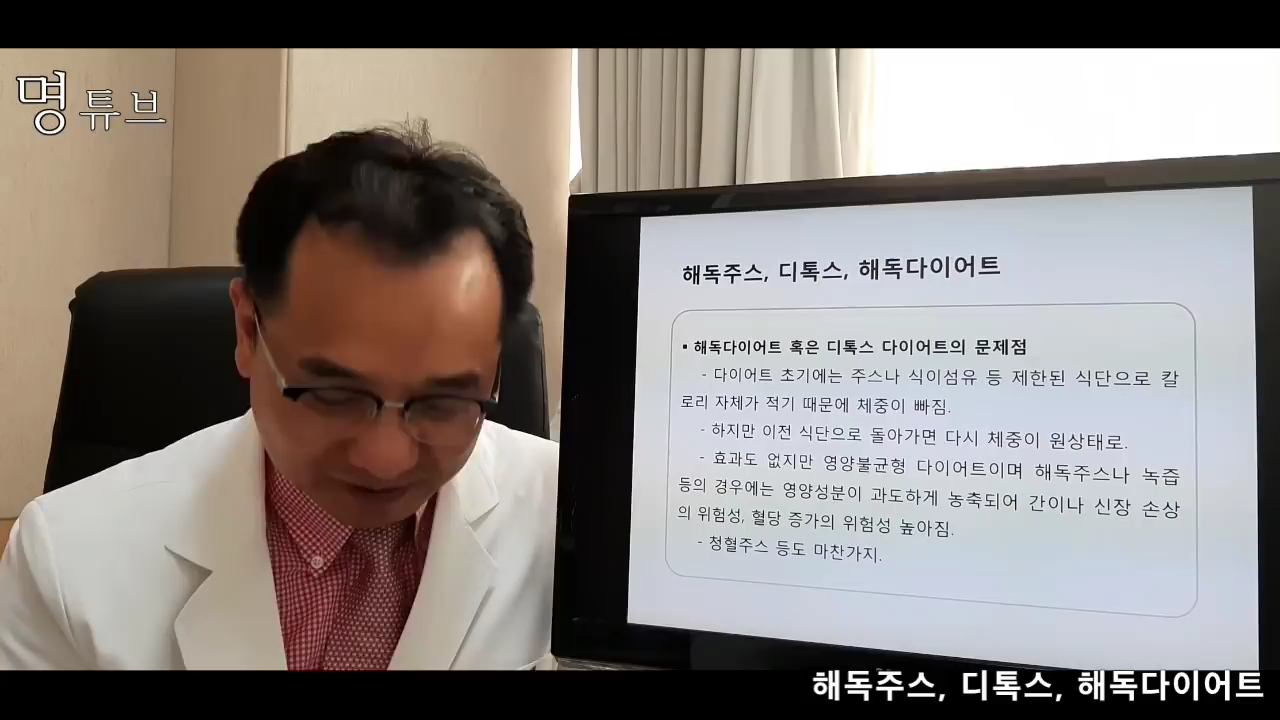 명튜브
해독주스, 디톡스, 해독다이어트
▪ 해독다이어트 혹은 디톡스 다이어트의 문제점
- 다이어트 초기에는 주스나 식이섬유 등 제한된 식단으로 칼
로리 자체가 적기 때문에 체중이 빠짐.
- 하지만 이전 식단으로 돌아가면 다시 체중이 원상태로.
- 효과도 없지만 영양불균형 다이어트이며 해독주스나 녹즙
등의 경우에는 영양성분이 과도하게 농축되어 간이나 신장 손상
의 위험성, 혈당 증가의 위험성 높아짐.
- 청혈주스 등도 마찬가지.
해독주스, 디톡스, 해독다이어트